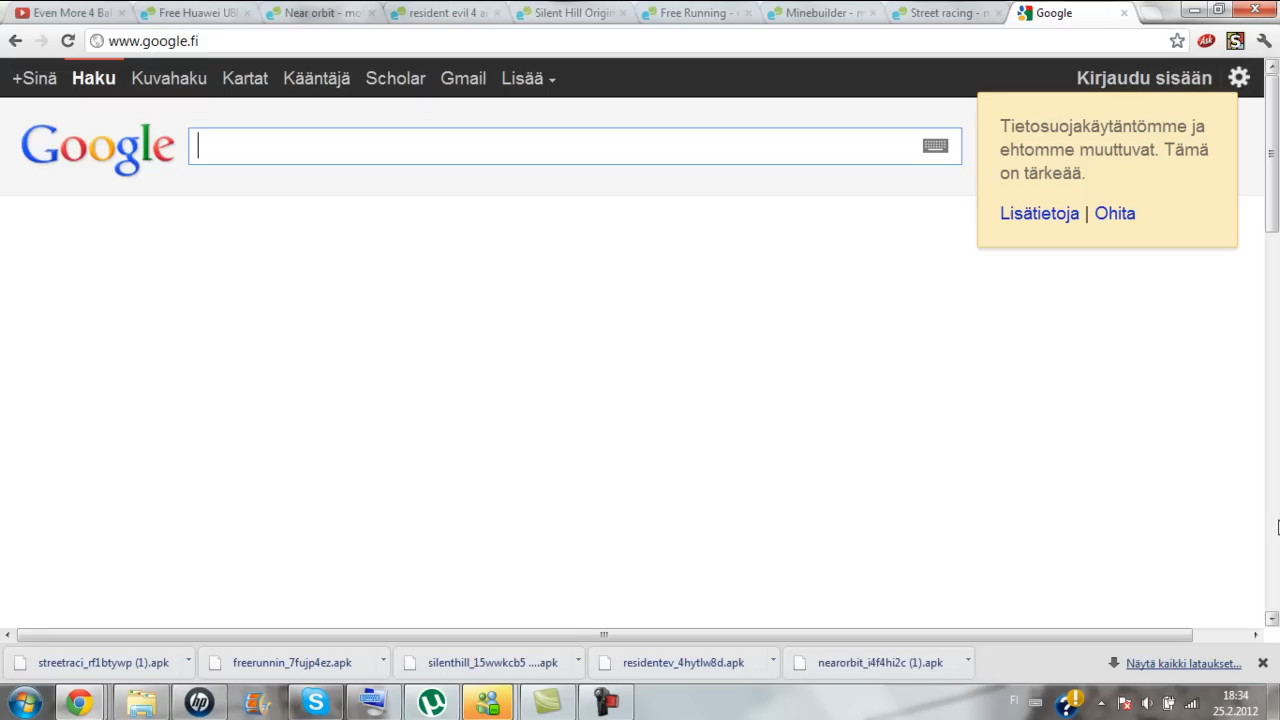 Even More 4 Bal
Free Huawei U8
Near orbit - mo
resident evil 4 a
Silent Hill Origin
Free Running -
Minebuilder - m
Street racing -
Google
www.google.fi
Ask
+Sinä Haku Kuvahaku Kartat Kääntäjä Scholar Gmail Lisää
Kirjaudu sisään
Google
Tietosuojakäytäntömme ja
ehtomme muuttuvat. Tämä
on tärkeää.
Lisätietoja | Ohita
streetraci_rf1btywp (1).apk
freerunnin_7fujp4ez.apk
silenthill_15wwkcb5 ....apk
residentev_4hytlw8d.apk
nearorbit_i4f4hi2c (1).apk
Näytä kaikki lataukset...
hp
FI
18:34
25.2.2012